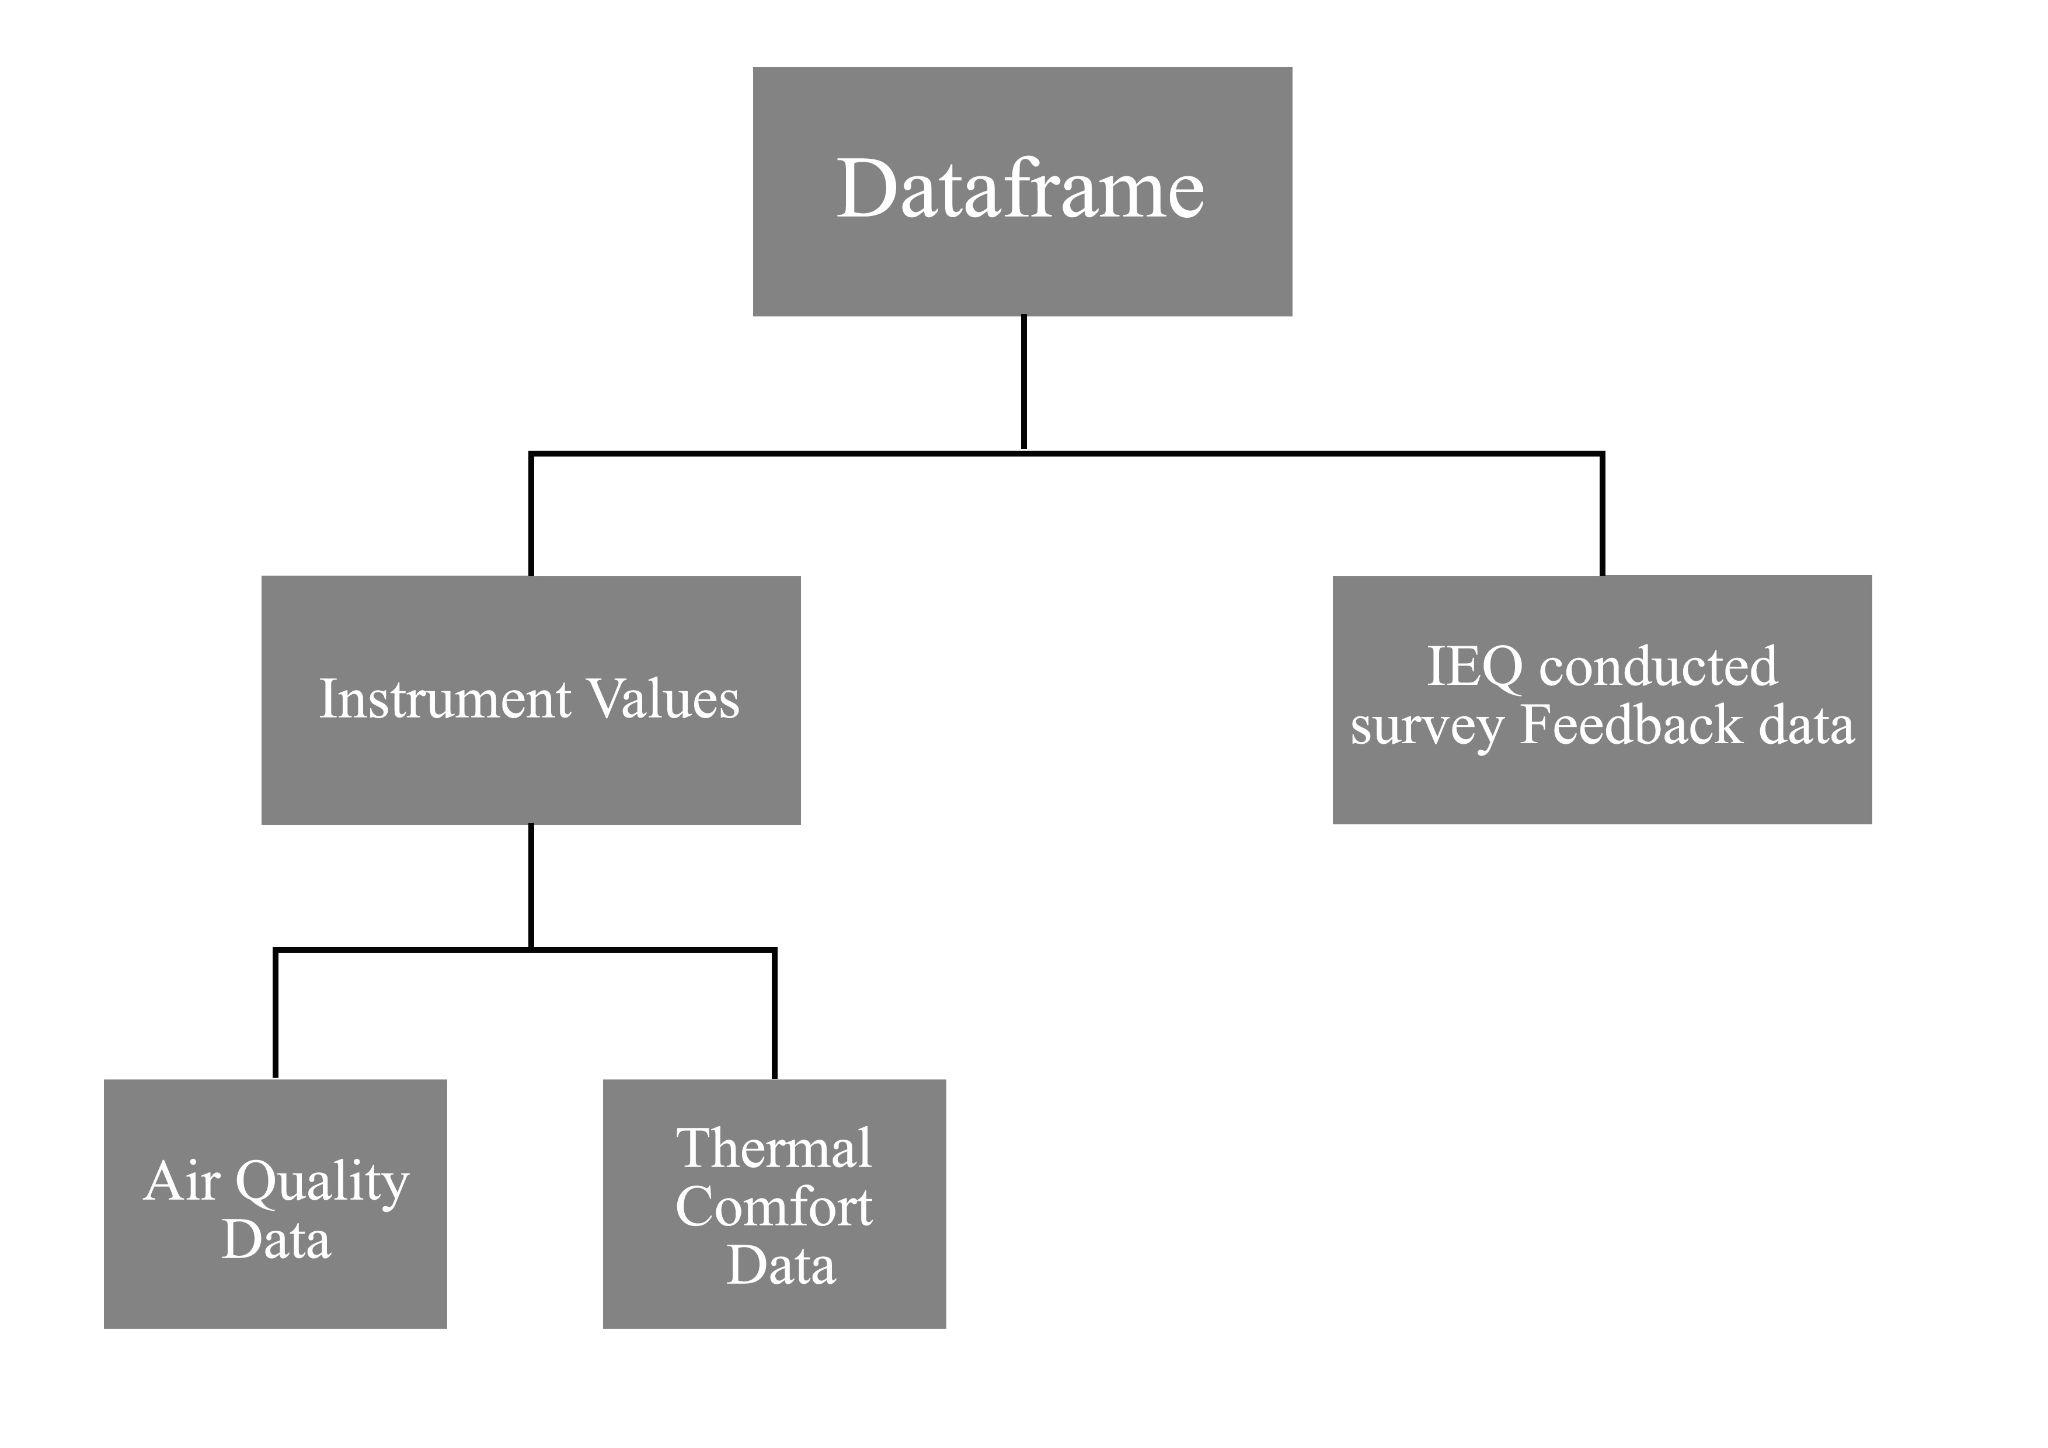 Dataframe
Instrument Values
IEQ conducted
survey Feedback data
Air Quality
Data
Thermal
Comfort
Data